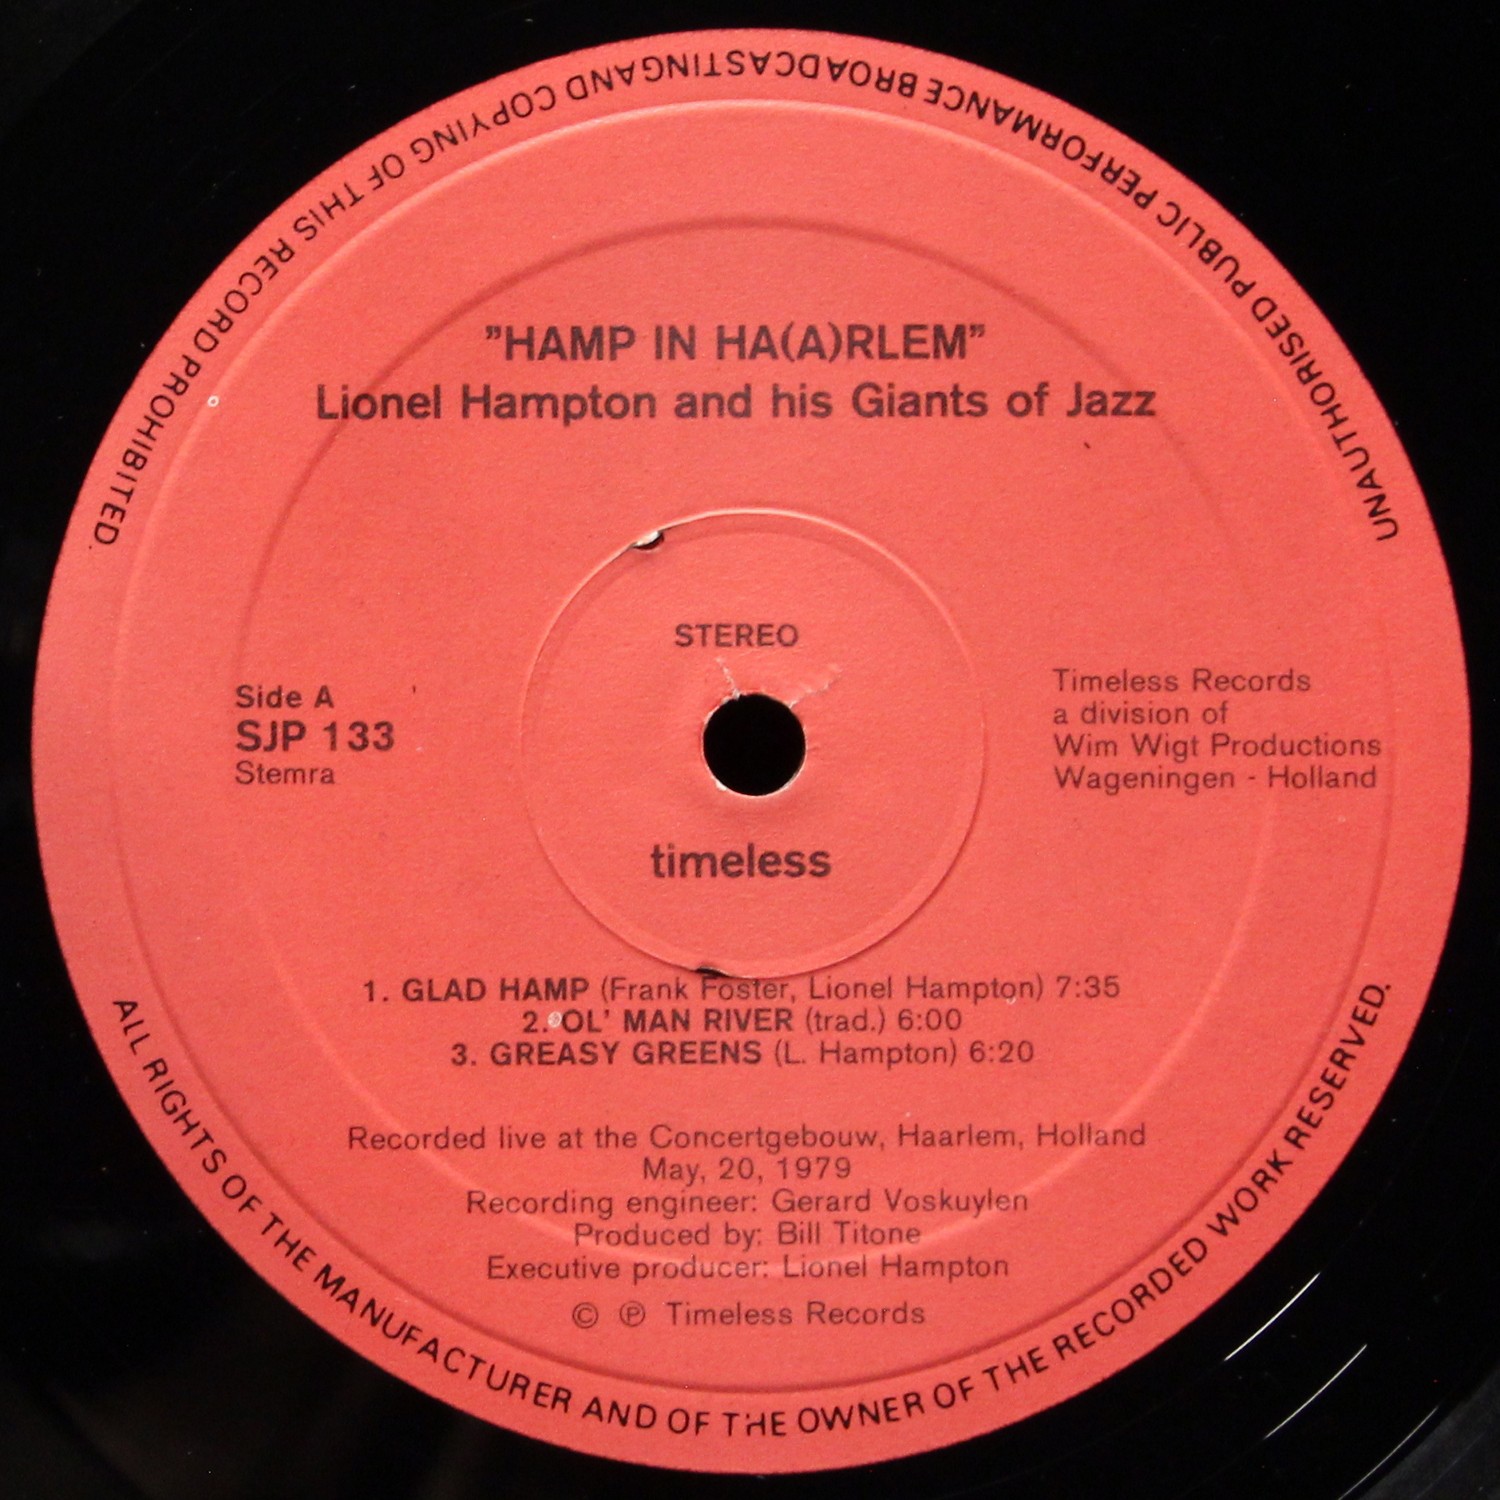 UNAUTHORISED PUBLIC PERFORMANCE BROADCASTING AND COPYING OF THIS RECORD PROHIBITED.
"HAMP IN HA(A)RLEM"
Lionel Hampton and his Giants of Jazz
STEREO
Side A
SJP 133
Stemra
Timeless Records
a division of
Wim Wigt Productions
Wageningen - Holland
timeless
1. GLAD HAMP (Frank Foster, Lionel Hampton) 7:35
2. OL' MAN RIVER (trad.) 6:00
3. GREASY GREENS (L. Hampton) 6:20
Recorded live at the Concertgebouw, Haarlem, Holland
May, 20, 1979
Recording engineer: Gerard Voskuylen
Produced by: Bill Titone
Executive producer: Lionel Hampton
© ℗ Timeless Records
ALL RIGHTS OF THE MANUFACTURER AND OF THE OWNER OF THE RECORDED WORK RESERVED.